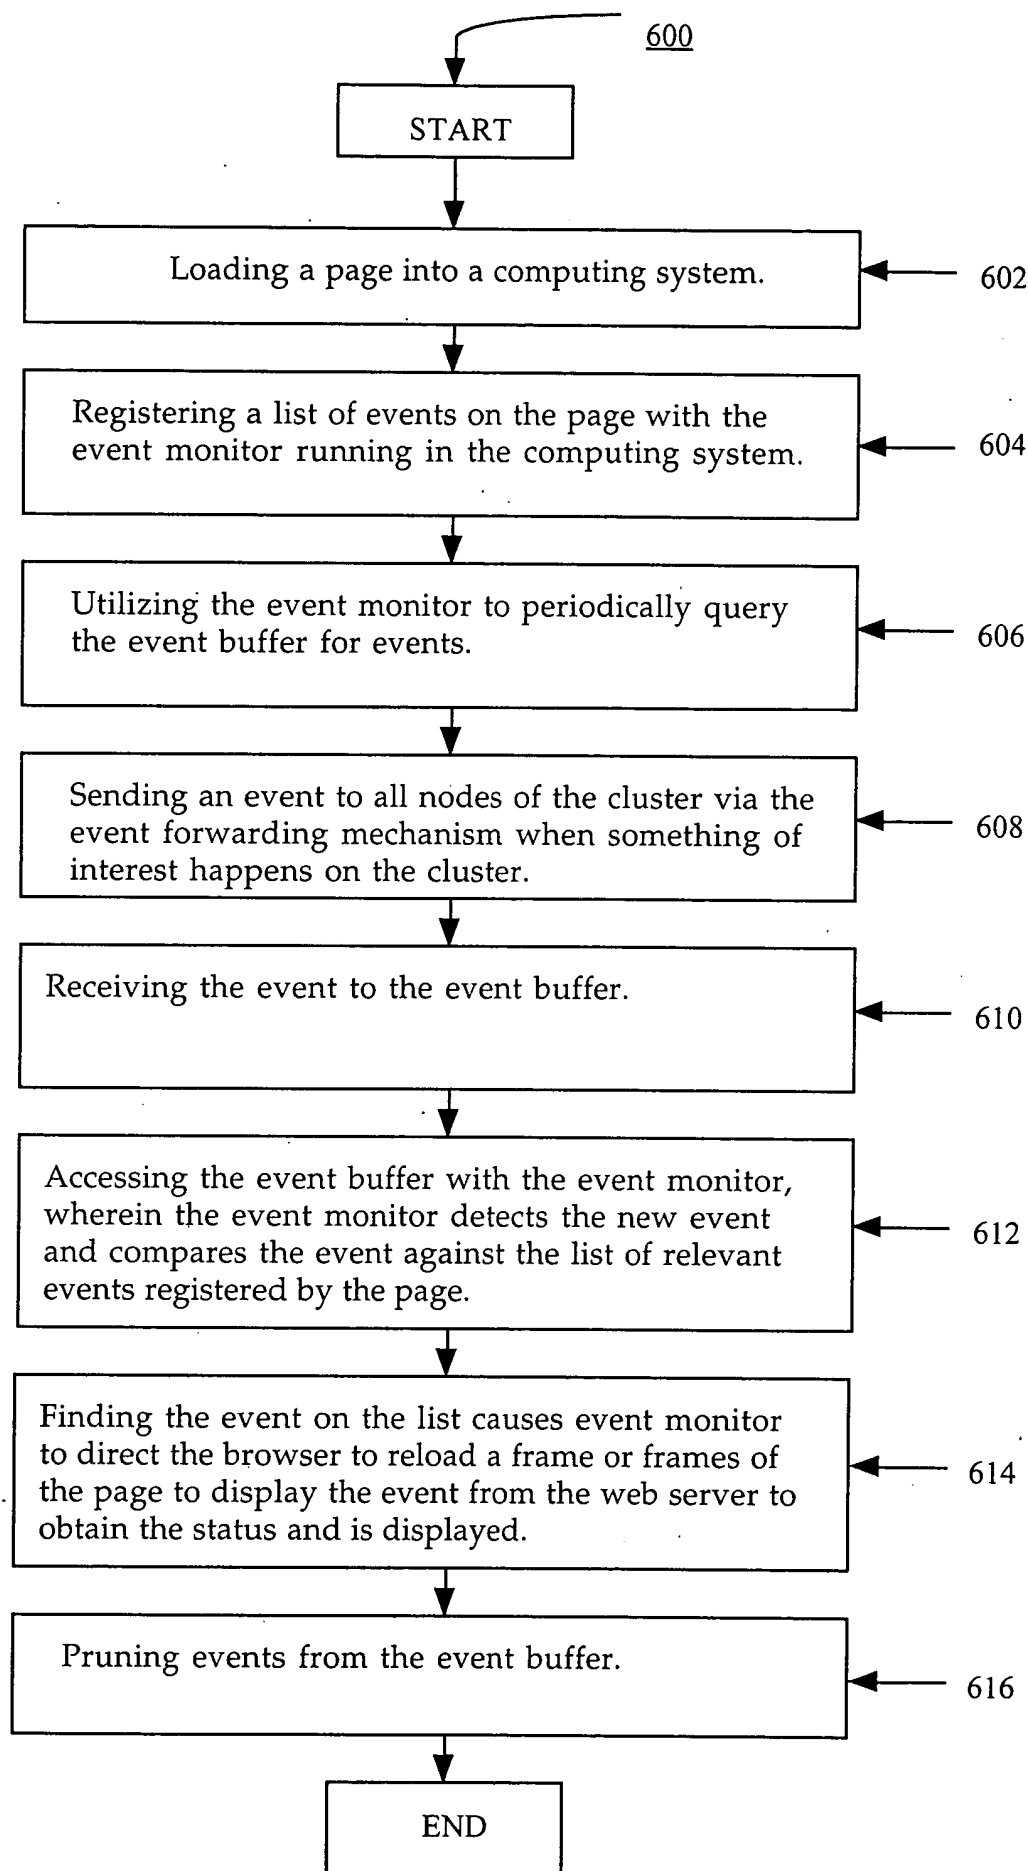 600
START
Loading a page into a computing system.
602
Registering a list of events on the page with the
event monitor running in the computing system.
604
Utilizing the event monitor to periodically query
the event buffer for events.
606
Sending an event to all nodes of the cluster via the
event forwarding mechanism when something of
interest happens on the cluster.
608
Receiving the event to the event buffer.
610
Accessing the event buffer with the event monitor,
wherein the event monitor detects the new event
and compares the event against the list of relevant
events registered by the page.
612
Finding the event on the list causes event monitor
to direct the browser to reload a frame or frames of
the page to display the event from the web server to
obtain the status and is displayed.
614
Pruning events from the event buffer.
616
END